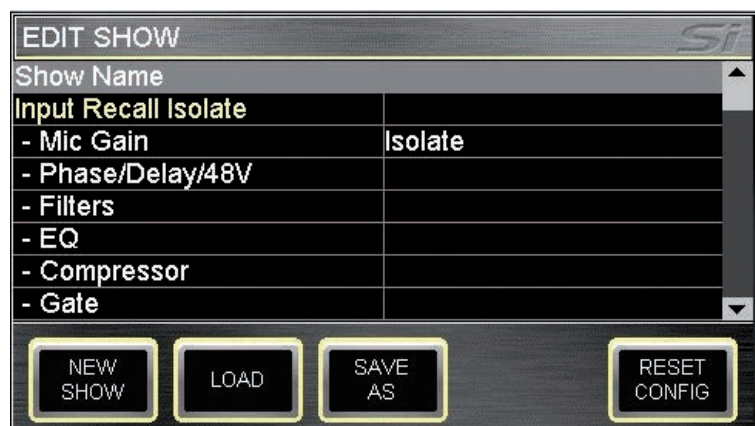 EDIT SHOW Si
Show Name
Input Recall Isolate
- Mic Gain Isolate
- Phase/Delay/48V
- Filters
- EQ
- Compressor
- Gate
NEW
SHOW
LOAD
SAVE
AS
RESET
CONFIG